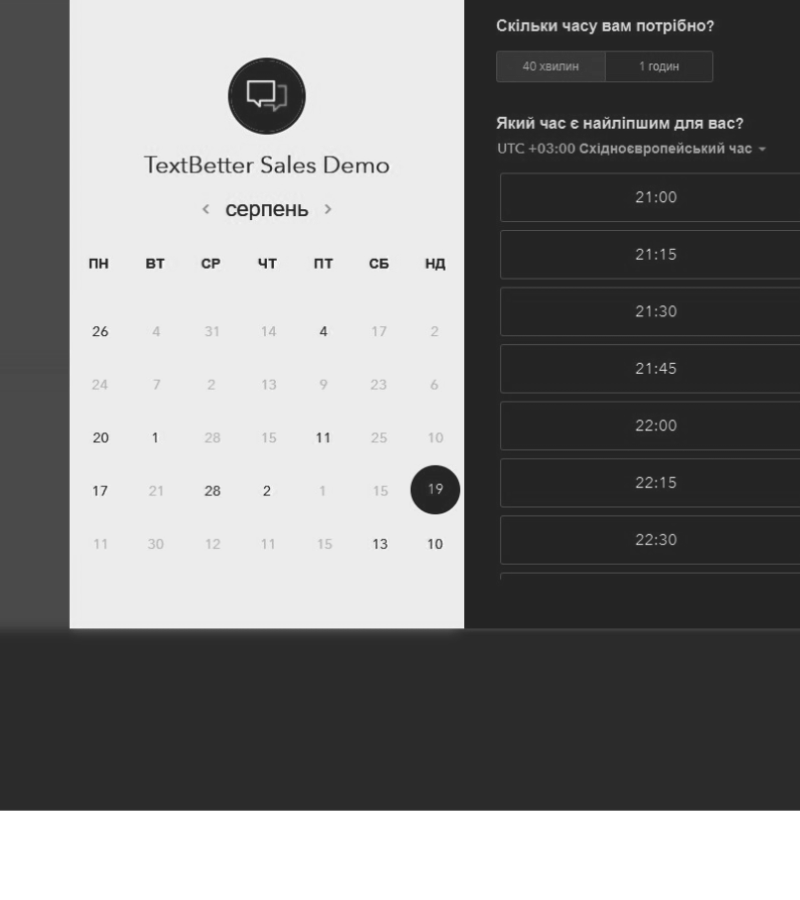 TextBetter Sales Demo
серпень
ПН ВТ СР ЧТ ПТ СБ НД
26 4 31 14 4 17 2
24 7 2 13 9 23 6
20 1 28 15 11 25 10
17 21 28 2 1 15 19
11 30 12 11 15 13 10
Скільки часу вам потрібно?
40 хвилин 1 годин
Який час є найліпшим для вас?
UTC +03:00 Східноєвропейський час
21:00
21:15
21:30
21:45
22:00
22:15
22:30